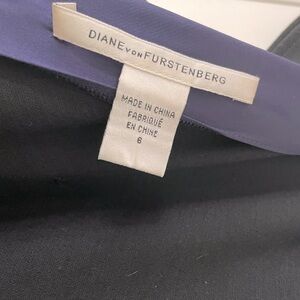 DIANE VON FURSTENBERG
MADE IN CHINA
FABRIQUÉ
EN CHINE
6